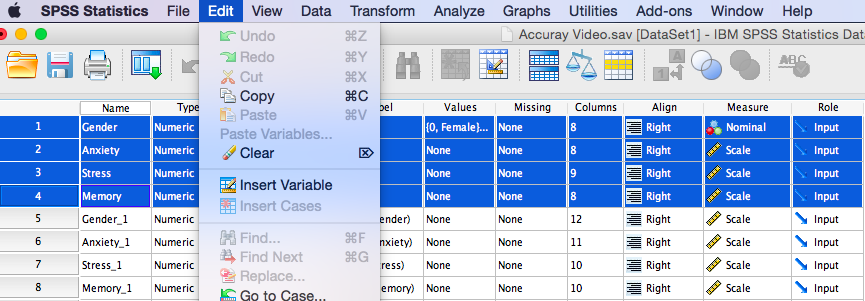 SPSS Statistics File Edit View Data Transform Analyze Graphs Utilities Add-ons Window Help
Accuray Video.sav [DataSet1] - IBM SPSS Statistics Data
Undo ⌘Z
Redo ⌘Y
Cut ⌘X
Copy ⌘C
Paste ⌘V
Paste Variables...
Clear ⌦
Insert Variable
Insert Cases
Find... ⌘F
Find Next ⌘G
Replace...
Go to Case...
1 4 A
ABC
Name Type Label Values Missing Columns Align Measure Role
1 Gender Numeric {0, Female}... None 8 Right Nominal Input
2 Anxiety Numeric None None 8 Right Scale Input
3 Stress Numeric None None 9 Right Scale Input
4 Memory Numeric None None 8 Right Scale Input
5 Gender_1 Numeric ender) None None 12 Right Scale Input
6 Anxiety_1 Numeric nxiety) None None 11 Right Scale Input
7 Stress_1 Numeric ress) None None 10 Right Scale Input
8 Memory_1 Numeric emory) None None 10 Right Scale Input